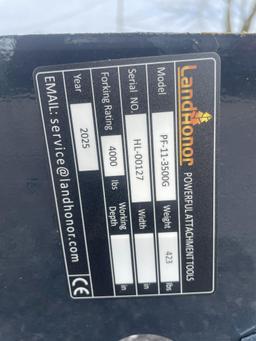 LandHonor POWERFUL ATTACHMENT TOOLS
Model PF-11-3500G Weight 423 lbs
Serial NO. HL-00127 Width in
Forking Rating 4000 lbs Working Depth in
Year 2025
EMAIL: service@landhonor.com CE